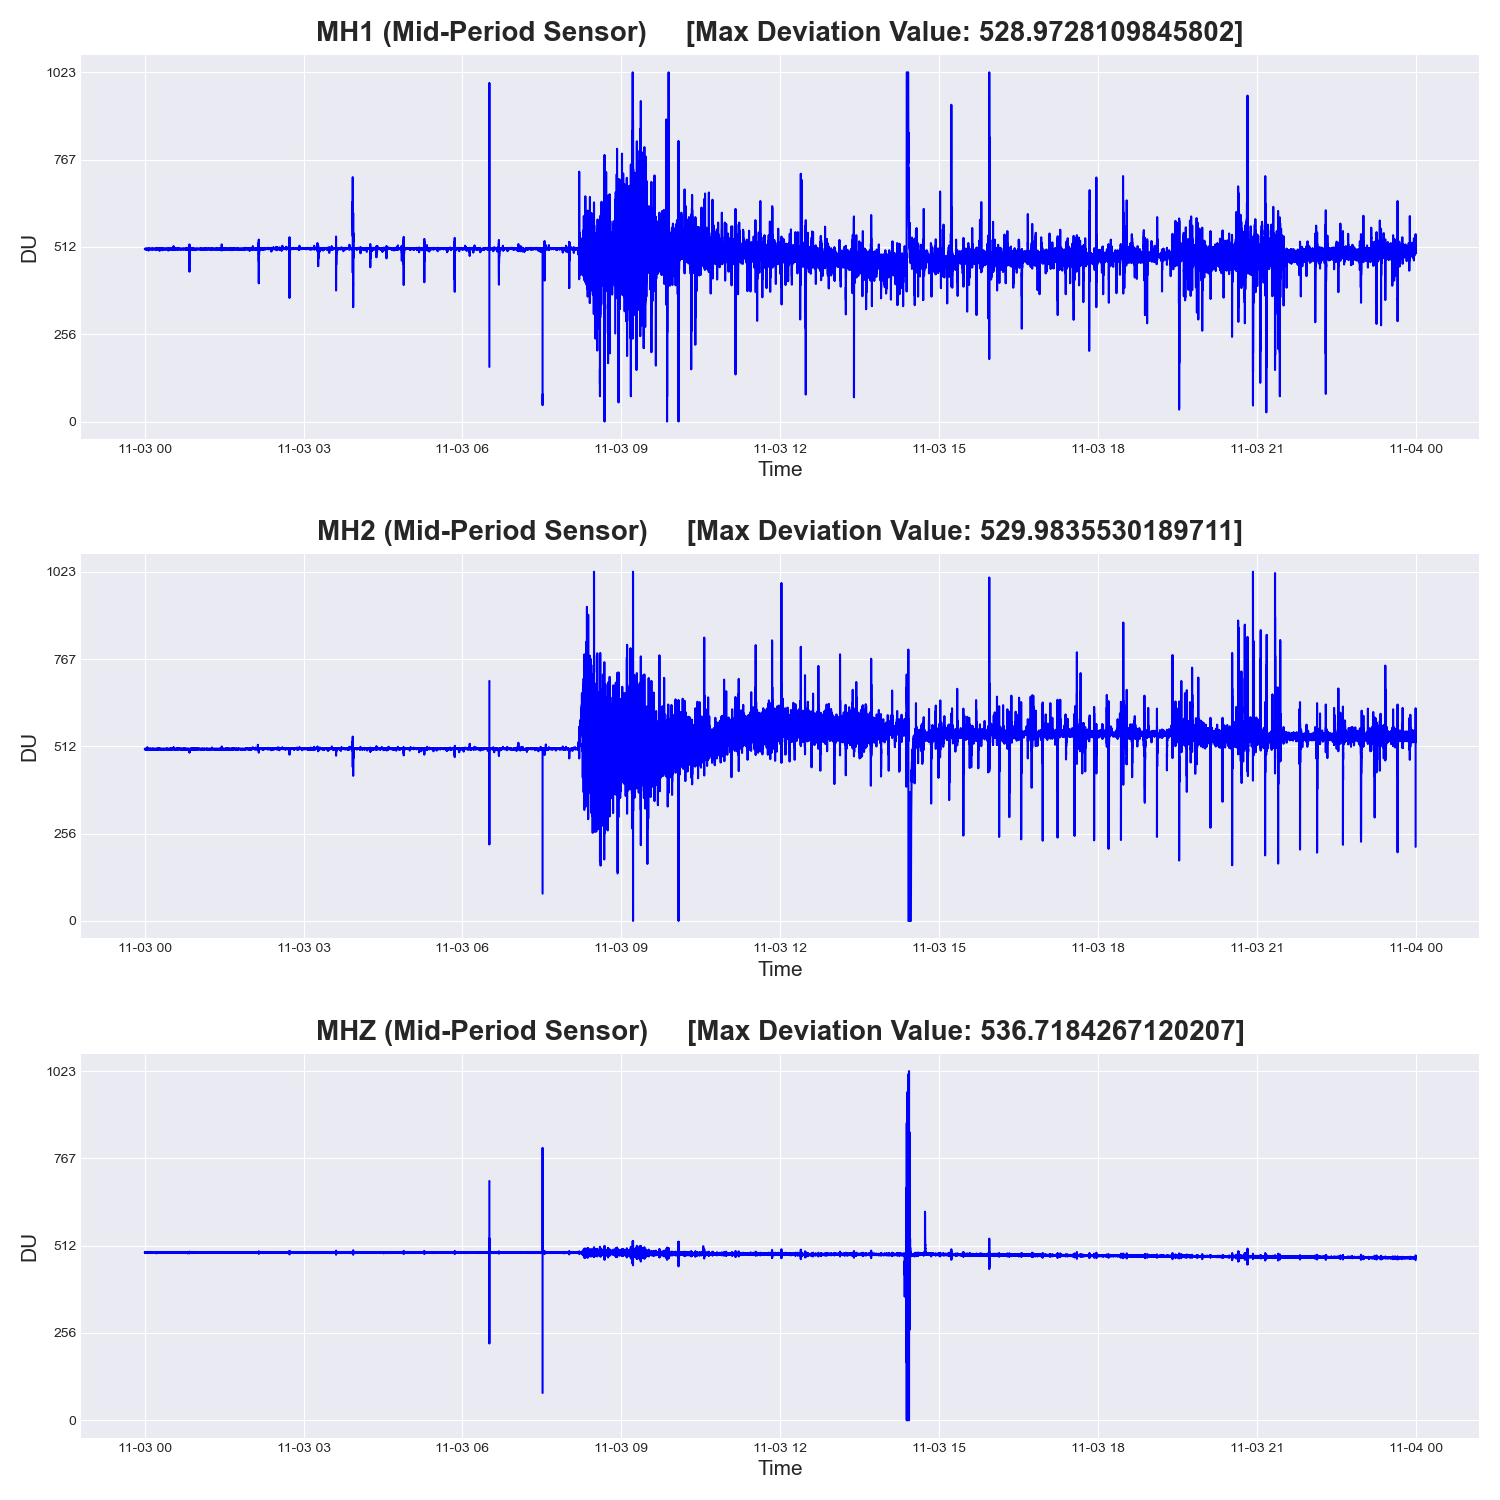 MH1 (Mid-Period Sensor) [Max Deviation Value: 528.9728109845802]
1023
767
512
256
0
DU
11-03 00 11-03 03 11-03 06 11-03 09 11-03 12 11-03 15 11-03 18 11-03 21 11-04 00
Time
MH2 (Mid-Period Sensor) [Max Deviation Value: 529.9835530189711]
1023
767
512
256
0
DU
11-03 00 11-03 03 11-03 06 11-03 09 11-03 12 11-03 15 11-03 18 11-03 21 11-04 00
Time
MHZ (Mid-Period Sensor) [Max Deviation Value: 536.7184267120207]
1023
767
512
256
0
DU
11-03 00 11-03 03 11-03 06 11-03 09 11-03 12 11-03 15 11-03 18 11-03 21 11-04 00
Time